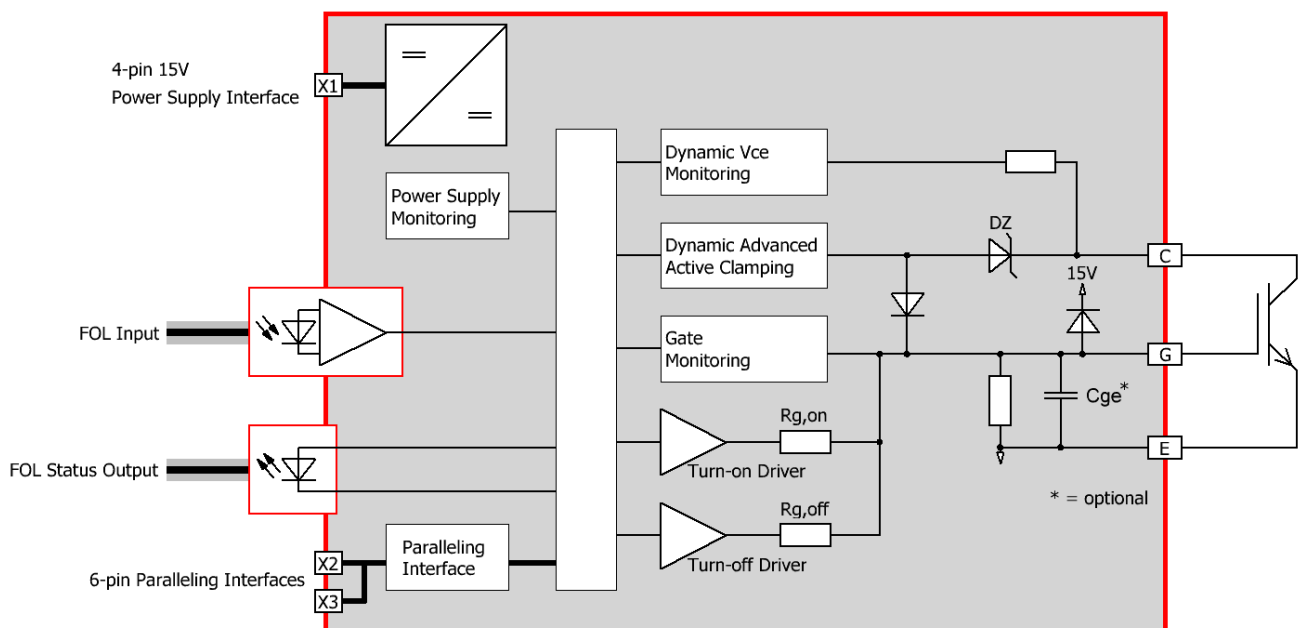 4-pin 15V
Power Supply Interface
X1
Power Supply
Monitoring
Dynamic Vce
Monitoring
Dynamic Advanced
Active Clamping
DZ
C
15V
FOL Input
Gate
Monitoring
G
Cge*
Rg,on
Turn-on Driver
E
FOL Status Output
* = optional
Rg,off
Turn-off Driver
X2
Paralleling
Interface
6-pin Paralleling Interfaces
X3